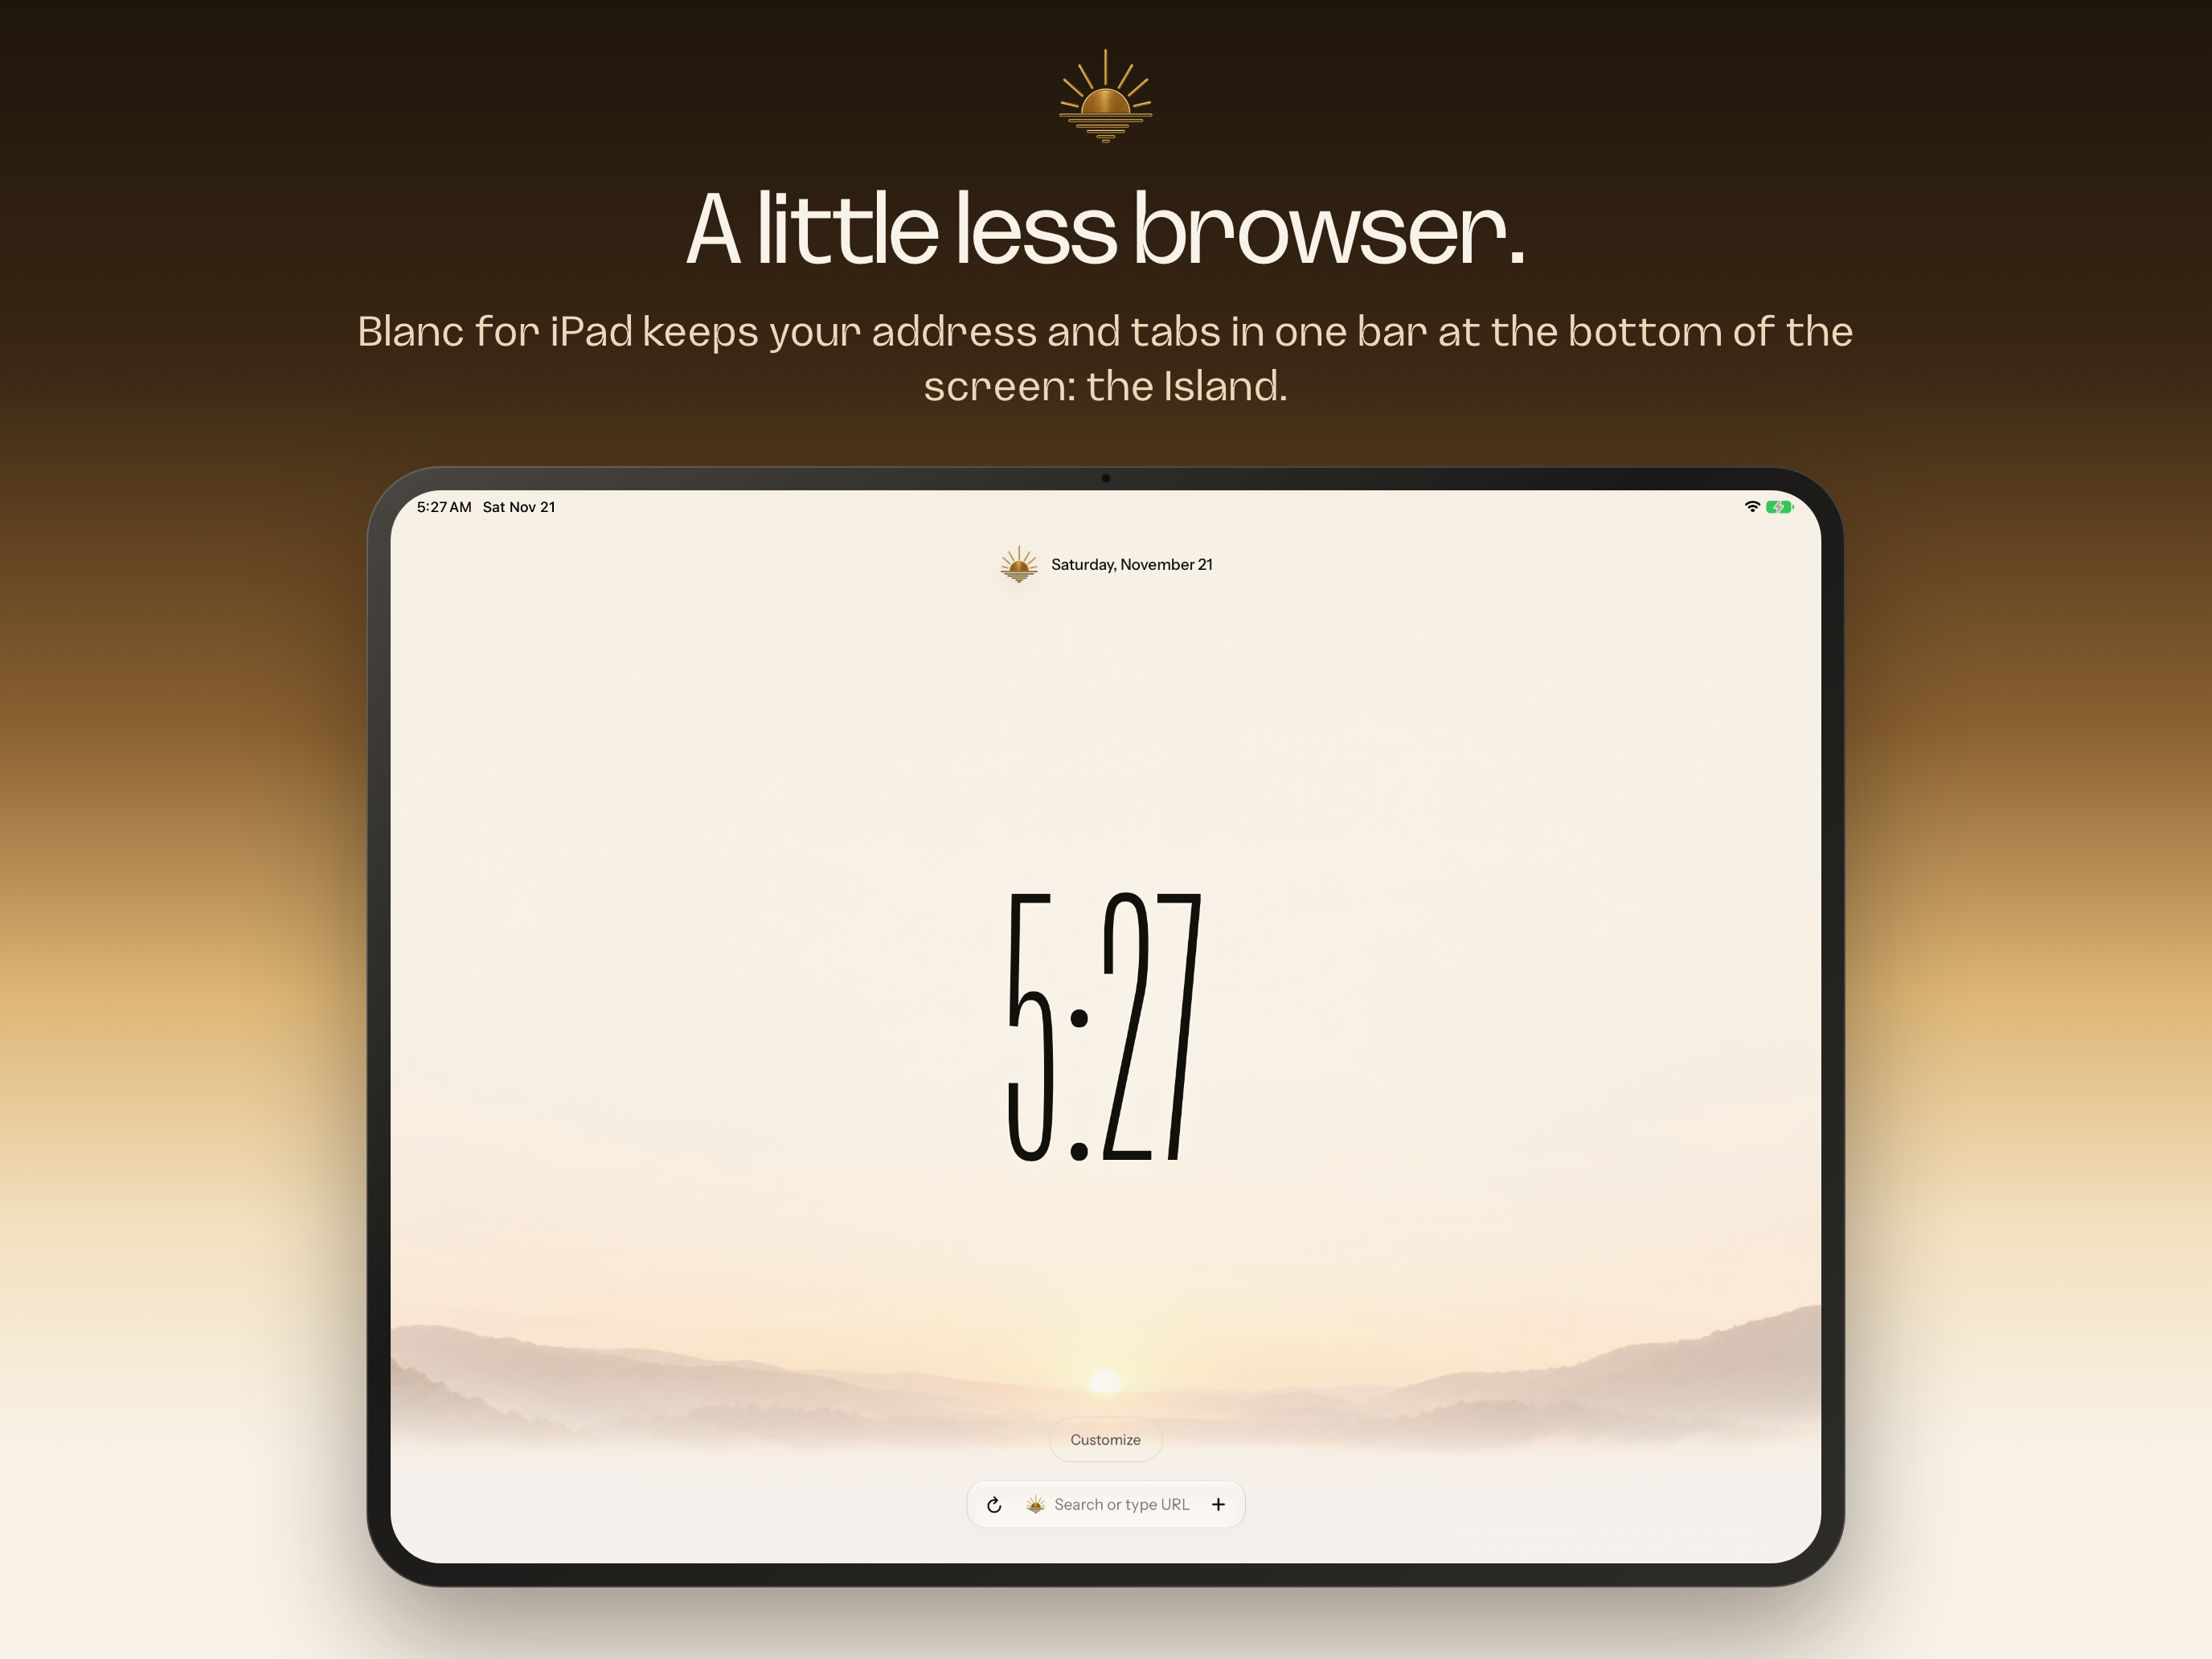 A little less browser.
Blanc for iPad keeps your address and tabs in one bar at the bottom of the
screen: the Island.
5:27 AM Sat Nov 21
Saturday, November 21
5:27
Customize
Search or type URL